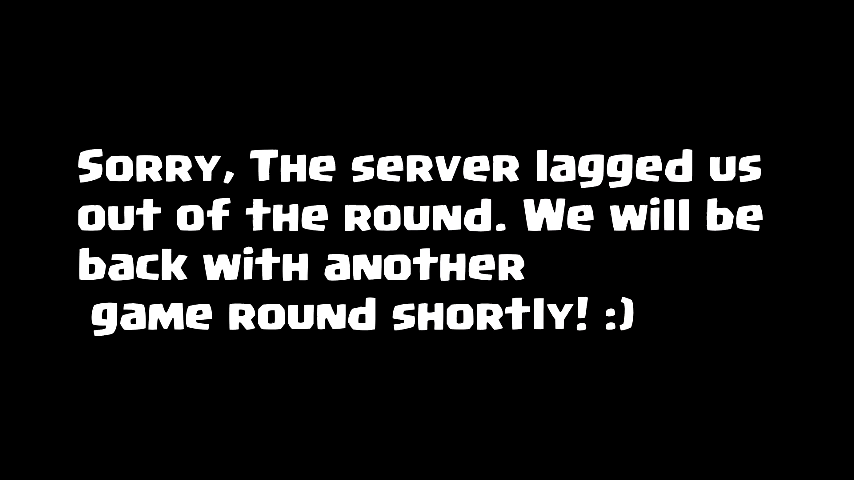 Sorry, The server lagged us
out of the round. We will be
back with another
game round shortly! :)